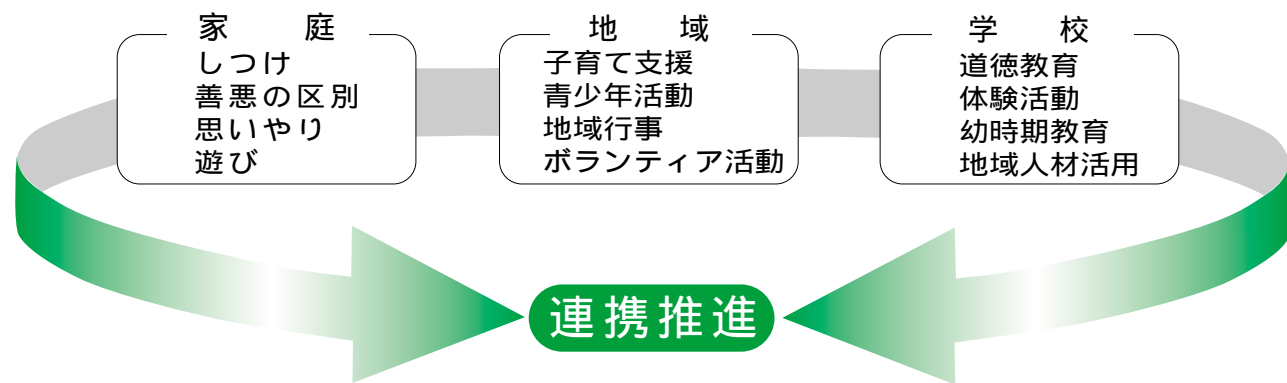 家庭
しつけ
善悪の区別
思いやり
遊び
地域
子育て支援
青少年活動
地域行事
ボランティア活動
学校
道徳教育
体験活動
幼時期教育
地域人材活用
連携推進